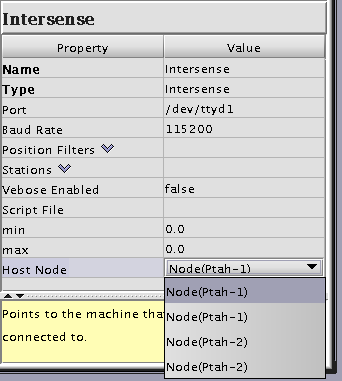 Intersense
Property Value
Name Intersense
Type Intersense
Port /dev/ttyd1
Baud Rate 115200
Position Filters
Stations
Vebose Enabled false
Script File
min 0.0
max 0.0
Host Node Node(Ptah-1)
Node(Ptah-1)
Node(Ptah-1)
Node(Ptah-2)
Node(Ptah-2)
Points to the machine tha
connected to.